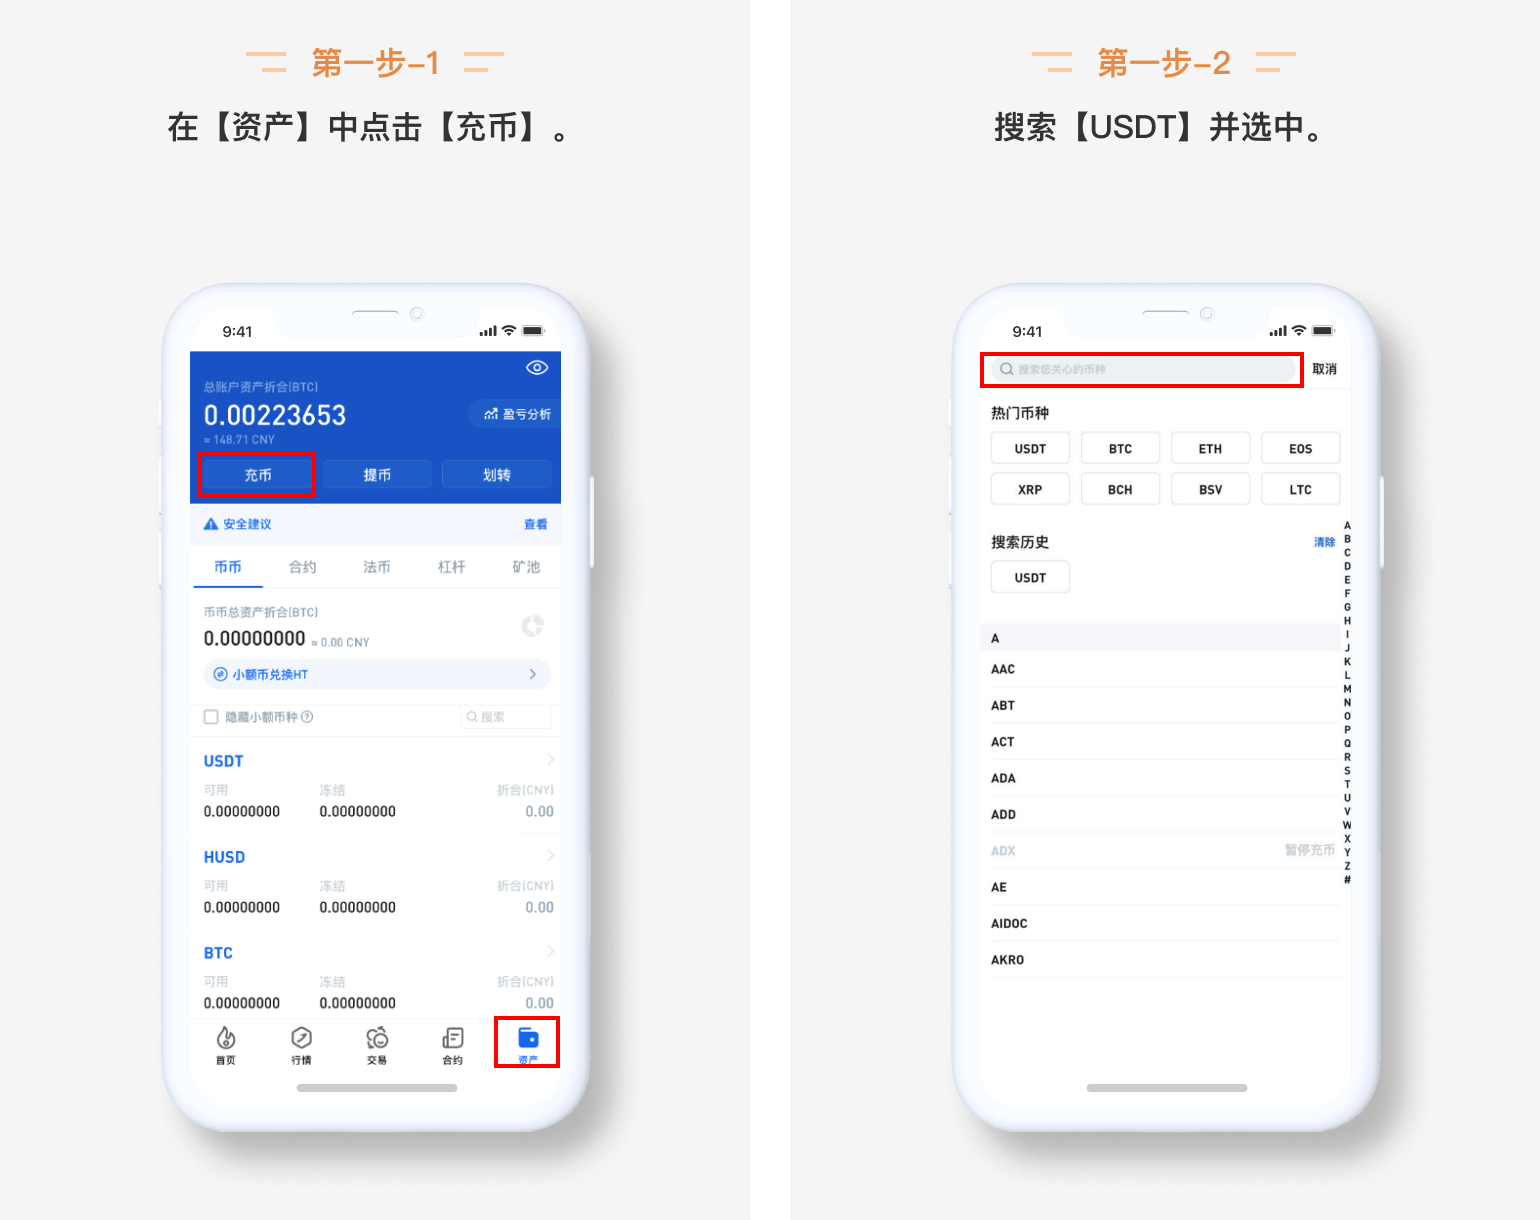 第一步-1
在【资产】中点击【充币】。
9:41
总账户资产折合(BTC)
0.00223653
盈亏分析
≈ 148.71 CNY
充币 提币 划转
安全建议 查看
币币 合约 法币 杠杆 矿池
币币总资产折合(BTC)
0.00000000 ≈ 0.00 CNY
小额币兑换HT
隐藏小额币种 ? 搜索
USDT
可用 冻结 折合(CNY)
0.00000000 0.00000000 0.00
HUSD
可用 冻结 折合(CNY)
0.00000000 0.00000000 0.00
BTC
可用 冻结 折合(CNY)
0.00000000 0.00000000 0.00
首页 行情 交易 合约 资产
第一步-2
搜索【USDT】并选中。
9:41
搜索您关心的币种 取消
热门币种
USDT BTC ETH EOS
XRP BCH BSV LTC
搜索历史 清除
USDT
A
AAC
ABT
ACT
ADA
ADD
ADX 暂停充币
AE
AIDOC
AKRO
A
B
C
D
E
F
G
H
I
J
K
L
M
N
O
P
Q
R
S
T
U
V
W
X
Y
Z
#